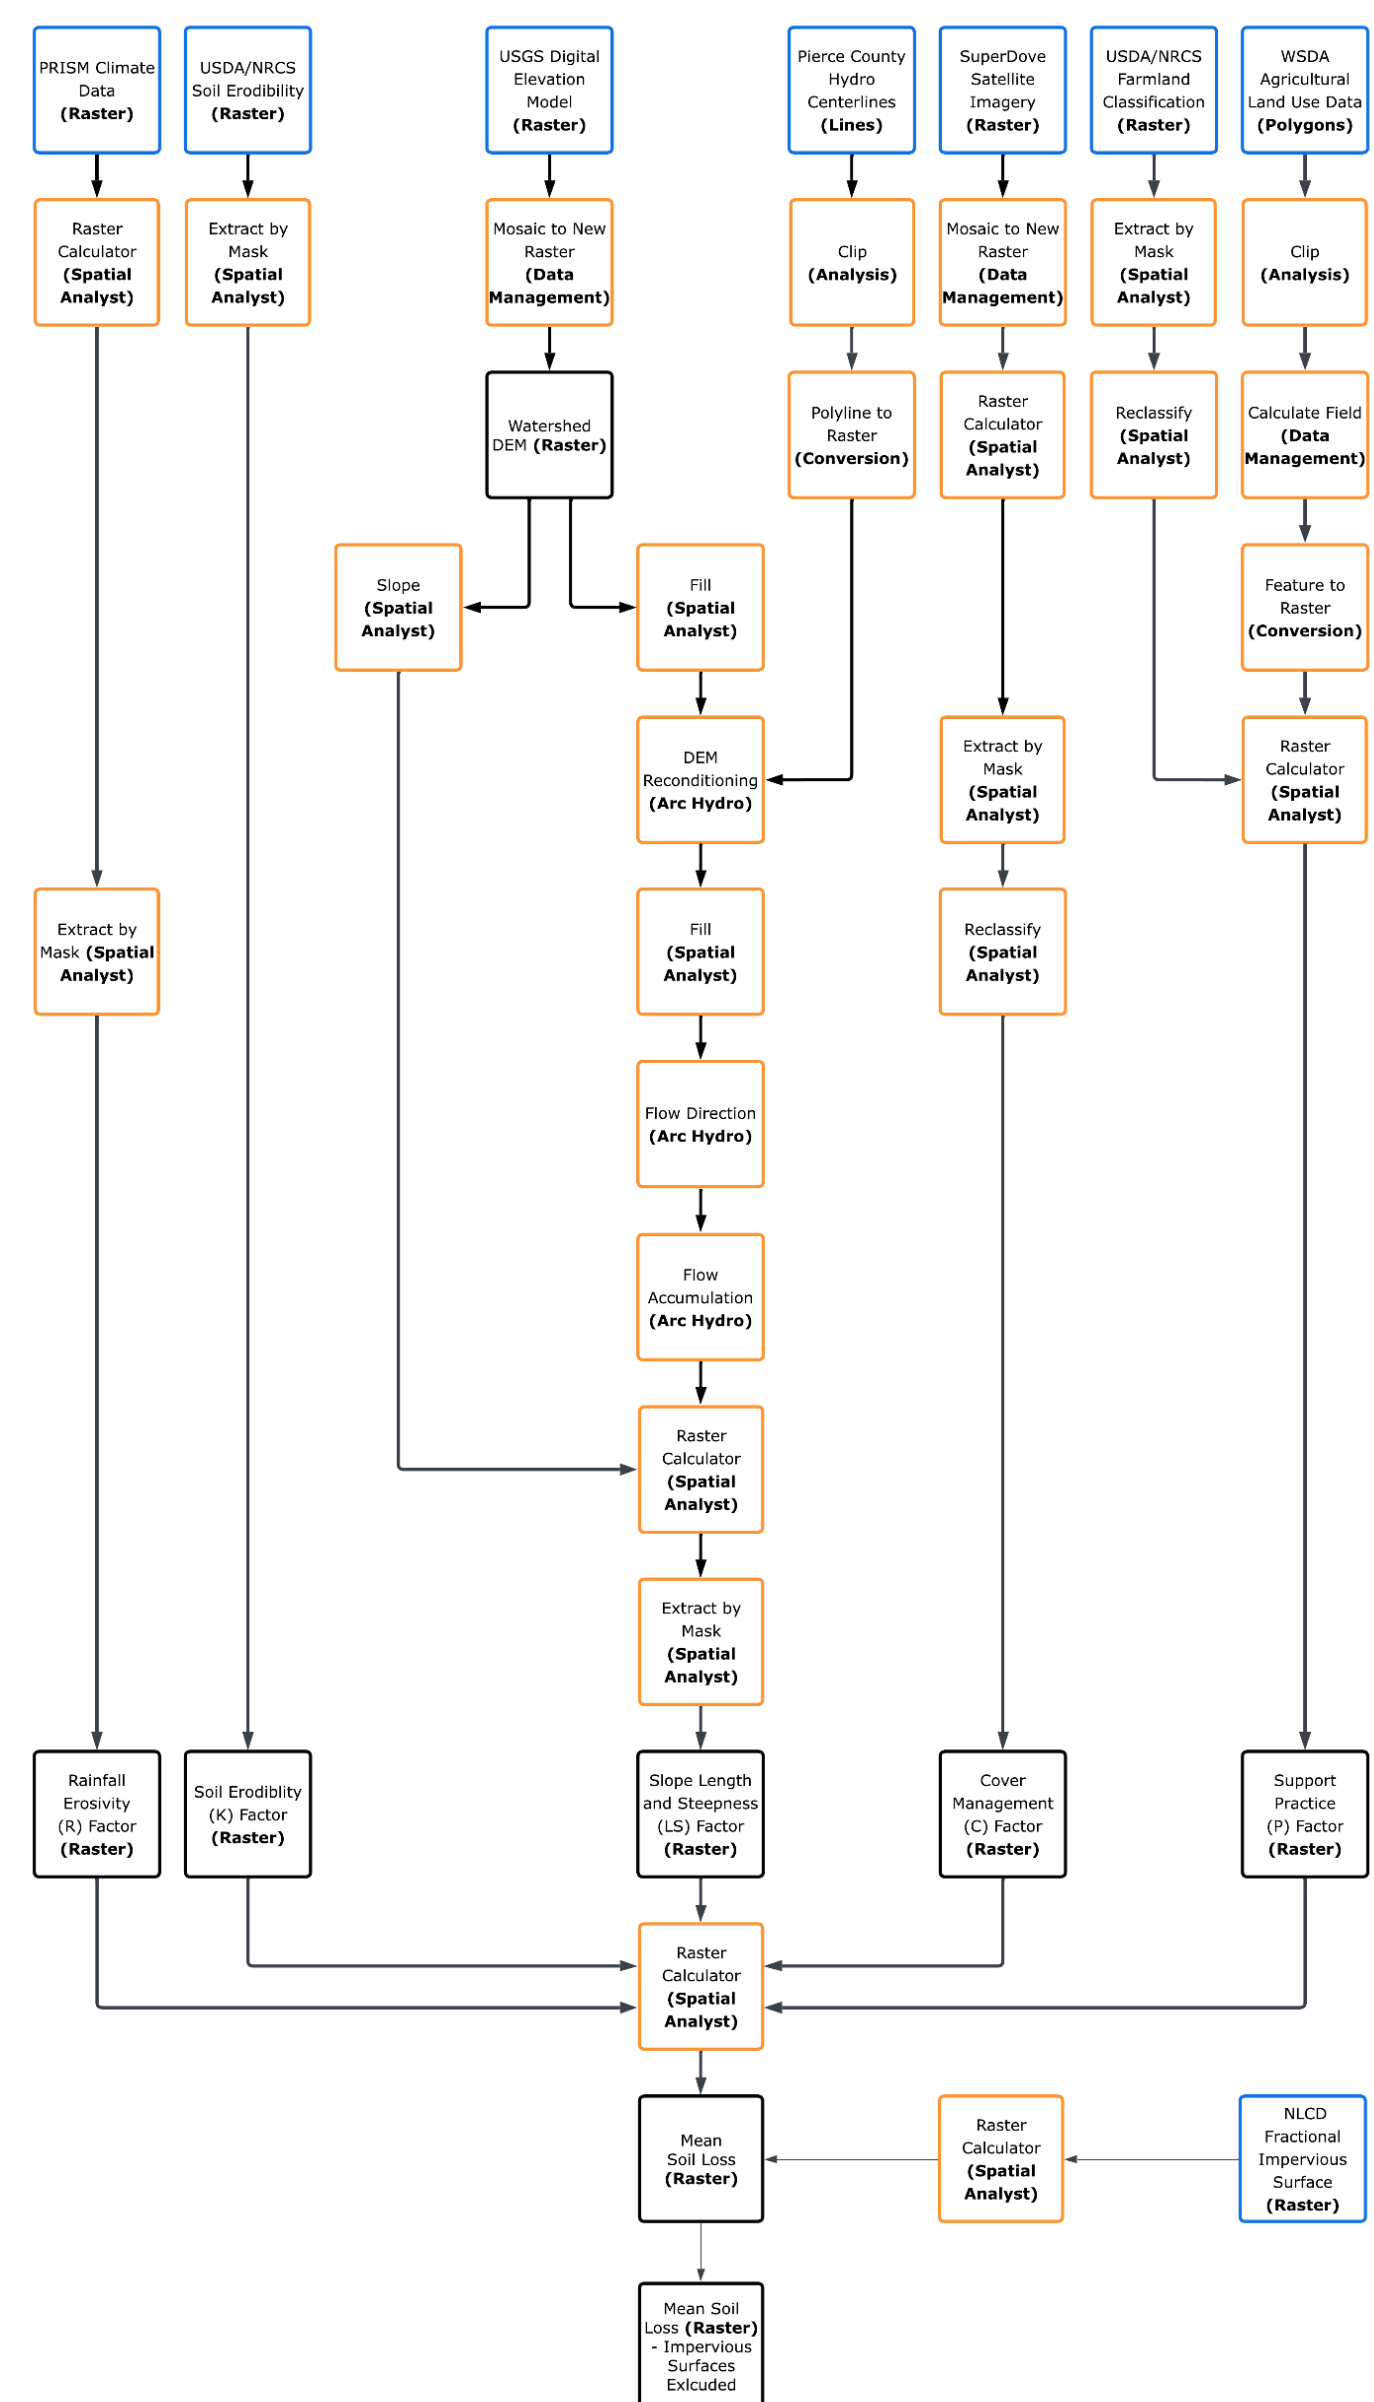 PRISM Climate
Data
(Raster)
USDA/NRCS
Soil Erodibility
(Raster)
USGS Digital
Elevation
Model
(Raster)
Pierce County
Hydro
Centerlines
(Lines)
SuperDove
Satellite
Imagery
(Raster)
USDA/NRCS
Farmland
Classification
(Raster)
WSDA
Agricultural
Land Use Data
(Polygons)
Raster
Calculator
(Spatial
Analyst)
Extract by
Mask
(Spatial
Analyst)
Mosaic to New
Raster
(Data
Management)
Clip
(Analysis)
Mosaic to New
Raster
(Data
Management)
Extract by
Mask
(Spatial
Analyst)
Clip
(Analysis)
Watershed
DEM (Raster)
Polyline to
Raster
(Conversion)
Raster
Calculator
(Spatial
Analyst)
Reclassify
(Spatial
Analyst)
Calculate Field
(Data
Management)
Slope
(Spatial
Analyst)
Fill
(Spatial
Analyst)
Feature to
Raster
(Conversion)
DEM
Reconditioning
(Arc Hydro)
Extract by
Mask
(Spatial
Analyst)
Raster
Calculator
(Spatial
Analyst)
Extract by
Mask (Spatial
Analyst)
Fill
(Spatial
Analyst)
Reclassify
(Spatial
Analyst)
Flow Direction
(Arc Hydro)
Flow
Accumulation
(Arc Hydro)
Raster
Calculator
(Spatial
Analyst)
Extract by
Mask
(Spatial
Analyst)
Rainfall
Erosivity
(R) Factor
(Raster)
Soil Erodiblity
(K) Factor
(Raster)
Slope Length
and Steepness
(LS) Factor
(Raster)
Cover
Management
(C) Factor
(Raster)
Support
Practice
(P) Factor
(Raster)
Raster
Calculator
(Spatial
Analyst)
Mean
Soil Loss
(Raster)
Raster
Calculator
(Spatial
Analyst)
NLCD
Fractional
Impervious
Surface
(Raster)
Mean Soil
Loss (Raster)
- Impervious
Surfaces
Exlcuded